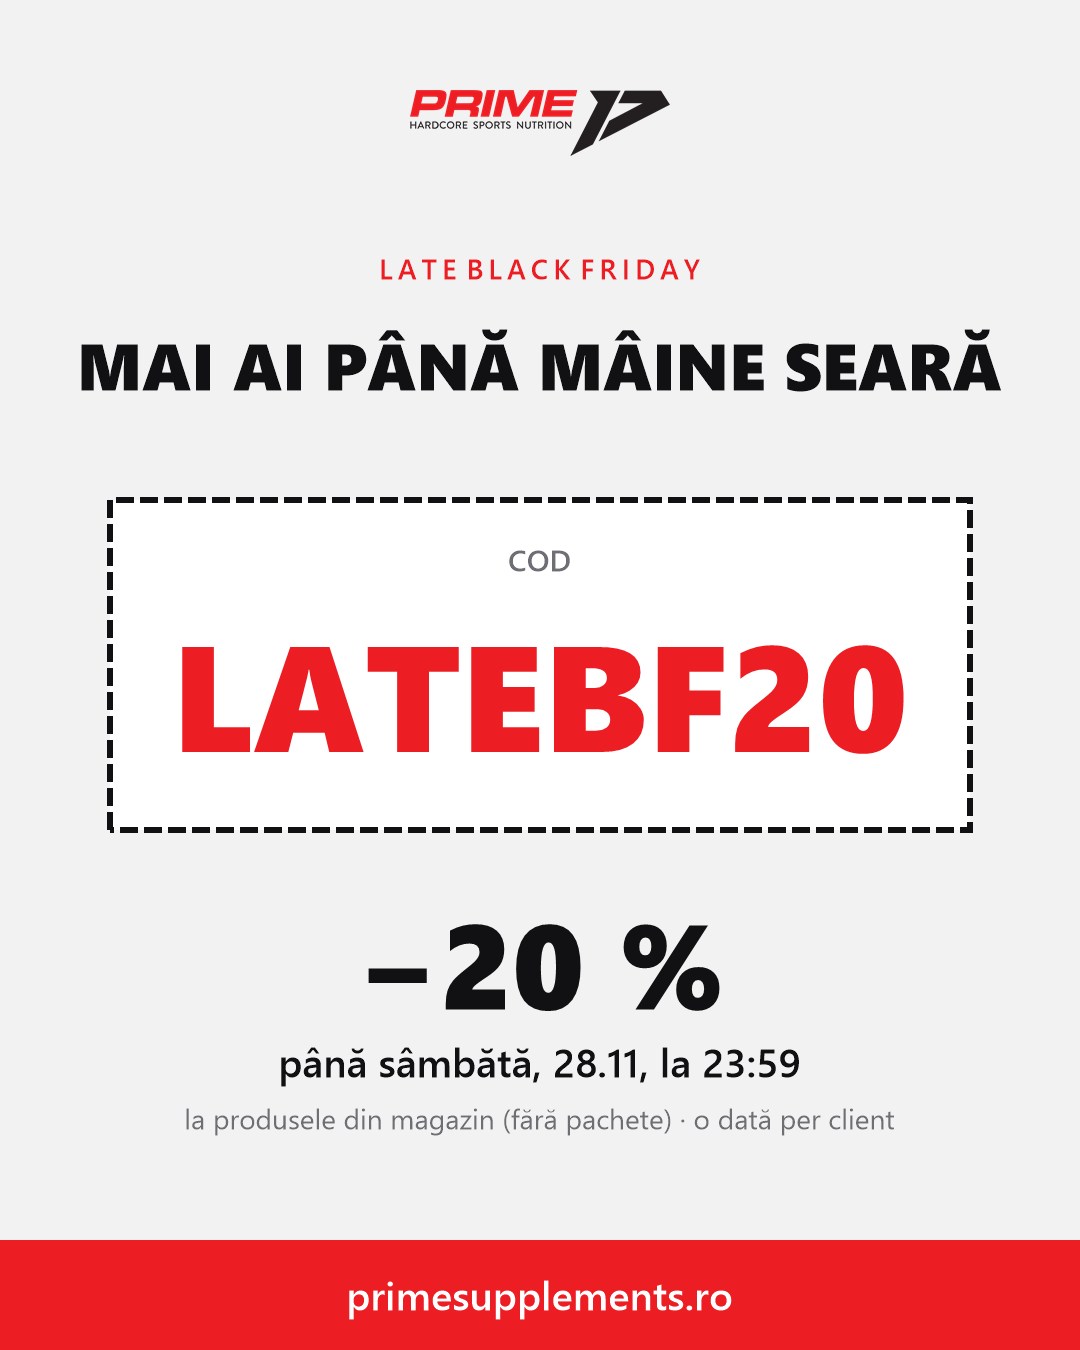 PRIME
HARDCORE SPORTS NUTRITION
LATE BLACK FRIDAY
MAI AI PÂNĂ MÂINE SEARĂ
COD
LATEBF20
–20 %
până sâmbătă, 28.11, la 23:59
la produsele din magazin (fără pachete) · o dată per client
primesupplements.ro